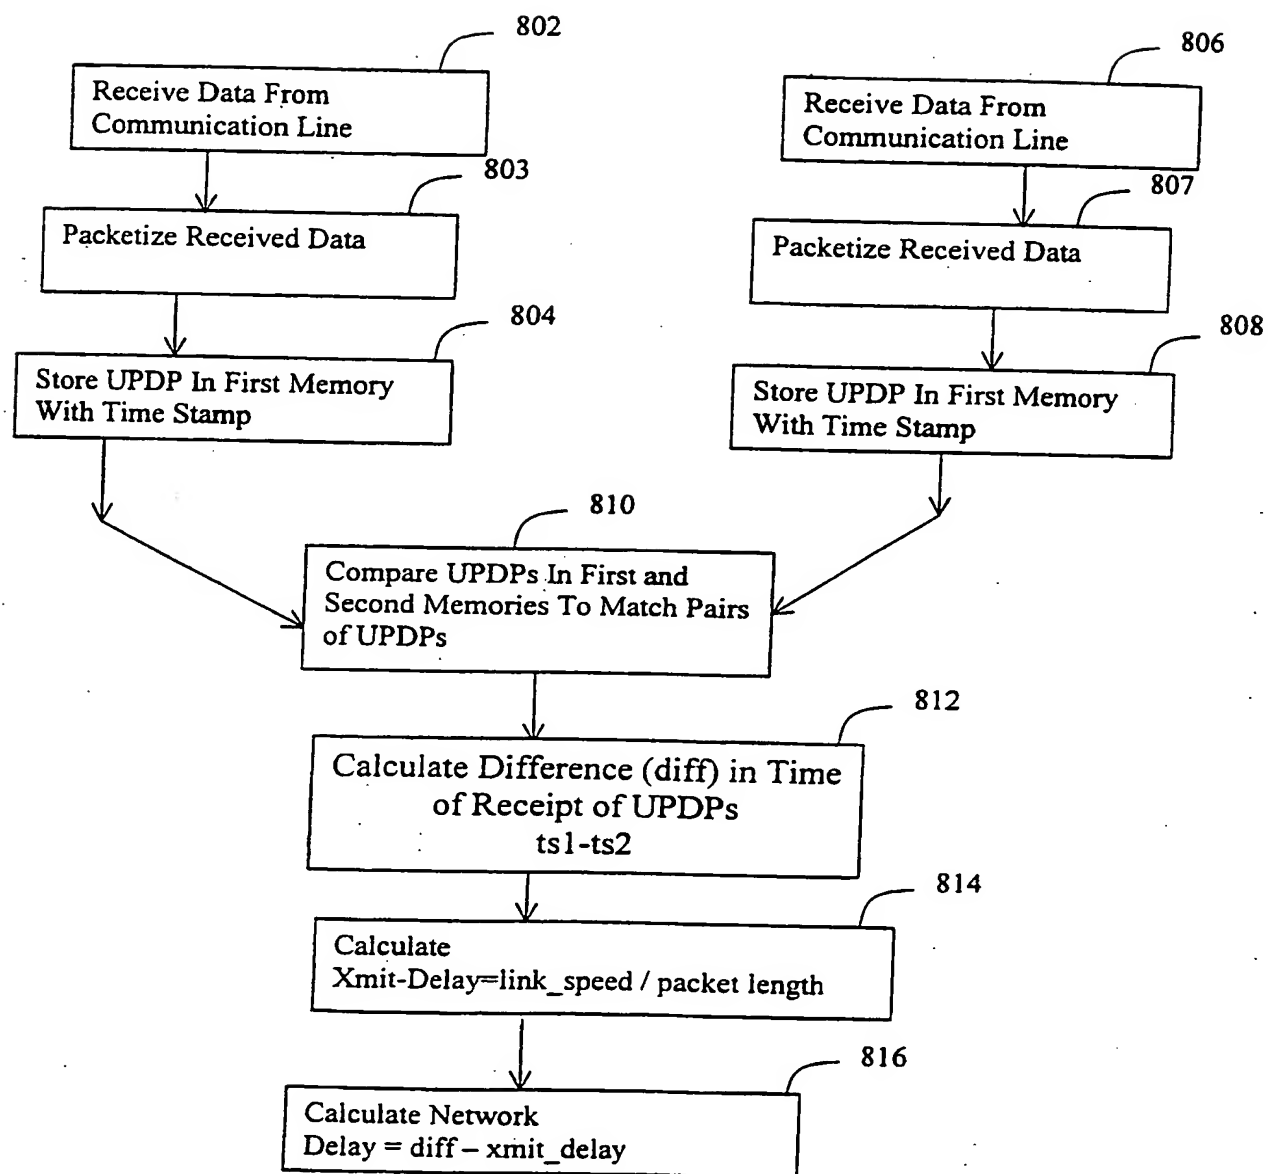 802
Receive Data From
Communication Line
803
Packetize Received Data
804
Store UPDP In First Memory
With Time Stamp
806
Receive Data From
Communication Line
807
Packetize Received Data
808
Store UPDP In First Memory
With Time Stamp
810
Compare UPDPs In First and
Second Memories To Match Pairs
of UPDPs
812
Calculate Difference (diff) in Time
of Receipt of UPDPs
ts1-ts2
814
Calculate
Xmit-Delay=link_speed / packet length
816
Calculate Network
Delay = diff – xmit_delay